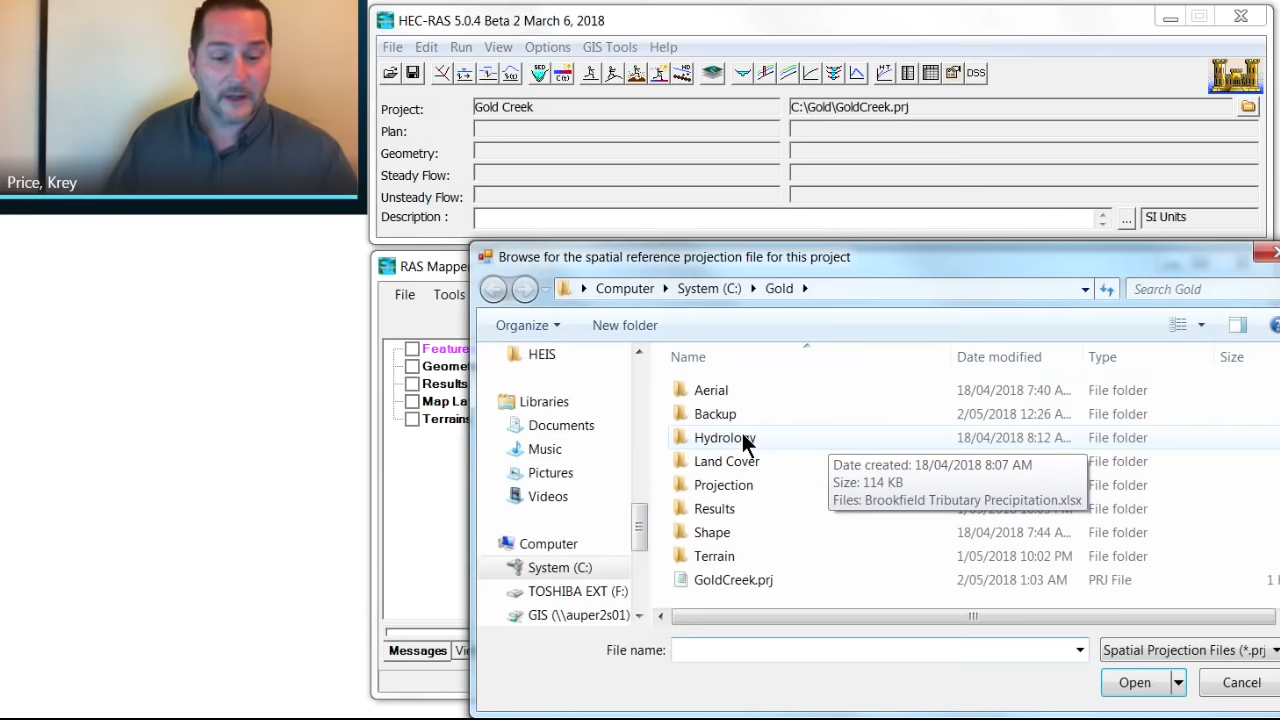 Price, Krey
HEC-RAS 5.0.4 Beta 2 March 6, 2018
File Edit Run View Options GIS Tools Help
DSS
Project: Gold Creek C:\Gold\GoldCreek.prj
Plan:
Geometry:
Steady Flow:
Unsteady Flow:
Description : ... SI Units
RAS Mappe
File Tools
Feature
Geome
Results
Map La
Terrains
Messages Vie
Browse for the spatial reference projection file for this project
Computer System (C:) Gold Search Gold
Organize New folder
HEIS
Libraries
Documents
Music
Pictures
Videos
Computer
System (C:)
TOSHIBA EXT (F:)
GIS (\\auper2s01)
Name Date modified Type Size
Aerial 18/04/2018 7:40 A... File folder
Backup 2/05/2018 12:26 A... File folder
Hydrology 18/04/2018 8:12 A... File folder
Land Cover File folder
Projection File folder
Results File folder
Shape 18/04/2018 7:44 A... File folder
Terrain 1/05/2018 10:02 PM File folder
GoldCreek.prj 2/05/2018 1:03 AM PRJ File 1
Date created: 18/04/2018 8:07 AM
Size: 114 KB
Files: Brookfield Tributary Precipitation.xlsx
File name: Spatial Projection Files (*.prj
Open Cancel